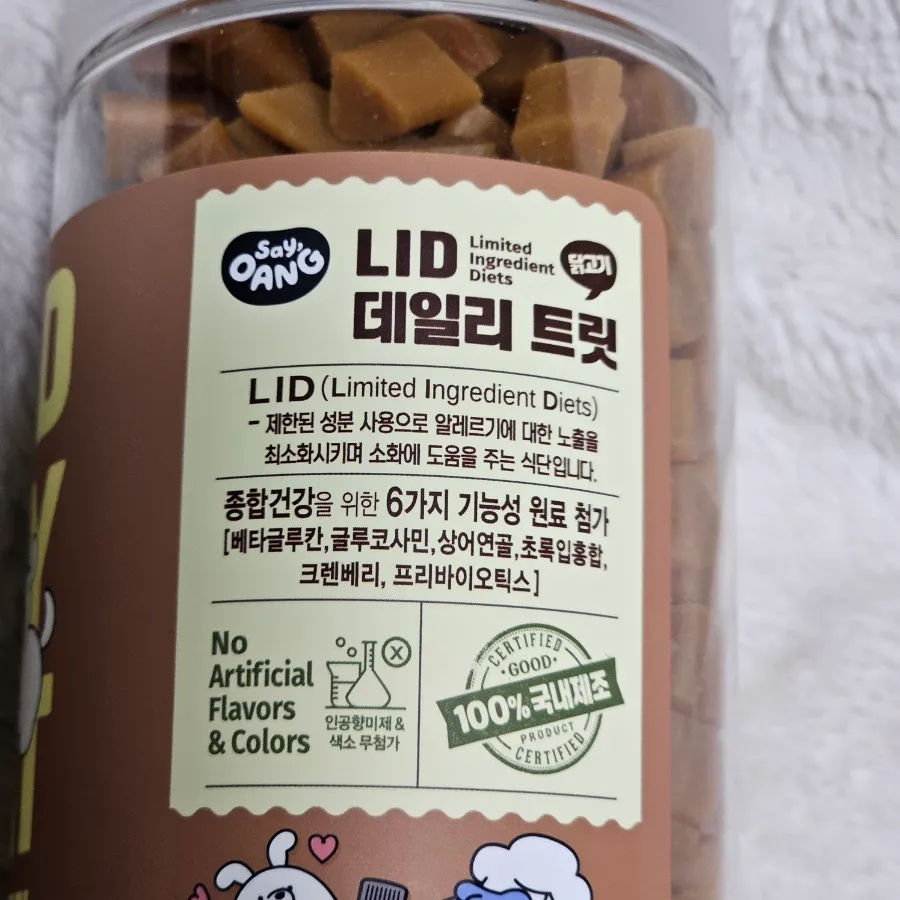 Say,
OANG
LID Limited
Ingredient
Diets
닭고기
데일리 트릿
LID (Limited Ingredient Diets)
- 제한된 성분 사용으로 알레르기에 대한 노출을
최소화시키며 소화에 도움을 주는 식단입니다.
종합건강을 위한 6가지 기능성 원료 첨가
[베타글루칸,글루코사민,상어연골,초록입홍합,
크렌베리, 프리바이오틱스]
No
Artificial
Flavors
& Colors
인공향미제 &
색소 무첨가
CERTIFIED
·GOOD·
100% 국내제조
PRODUCT
CERTIFIED